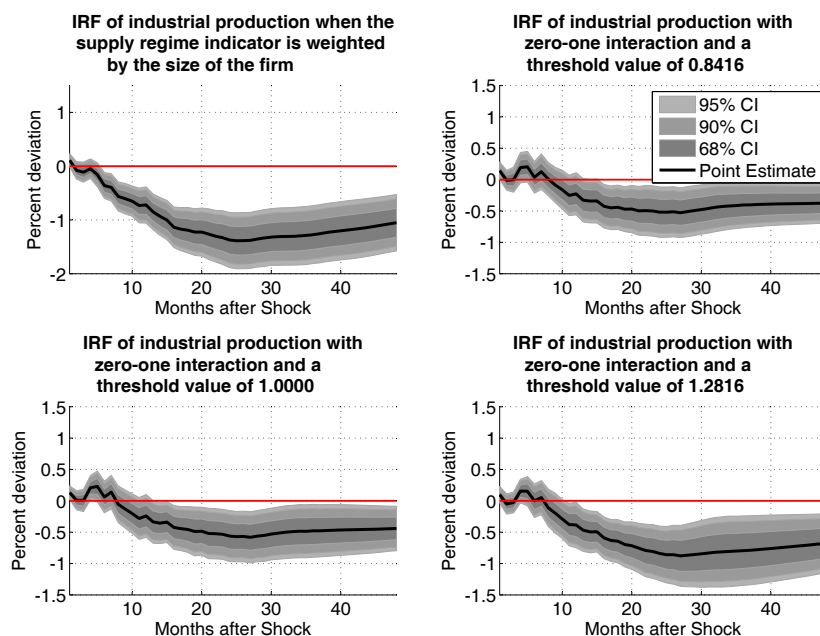 IRF of industrial production when the
supply regime indicator is weighted
by the size of the firm
Percent deviation
1
0
-1
-2
10
20
30
40
Months after Shock
IRF of industrial production with
zero-one interaction and a
threshold value of 0.8416
Percent deviation
1.5
1
0.5
0
-0.5
-1
-1.5
95% CI
90% CI
68% CI
Point Estimate
10
20
30
40
Months after Shock
IRF of industrial production with
zero-one interaction and a
threshold value of 1.0000
Percent deviation
1.5
1
0.5
0
-0.5
-1
-1.5
10
20
30
40
Months after Shock
IRF of industrial production with
zero-one interaction and a
threshold value of 1.2816
Percent deviation
1.5
1
0.5
0
-0.5
-1
-1.5
10
20
30
40
Months after Shock